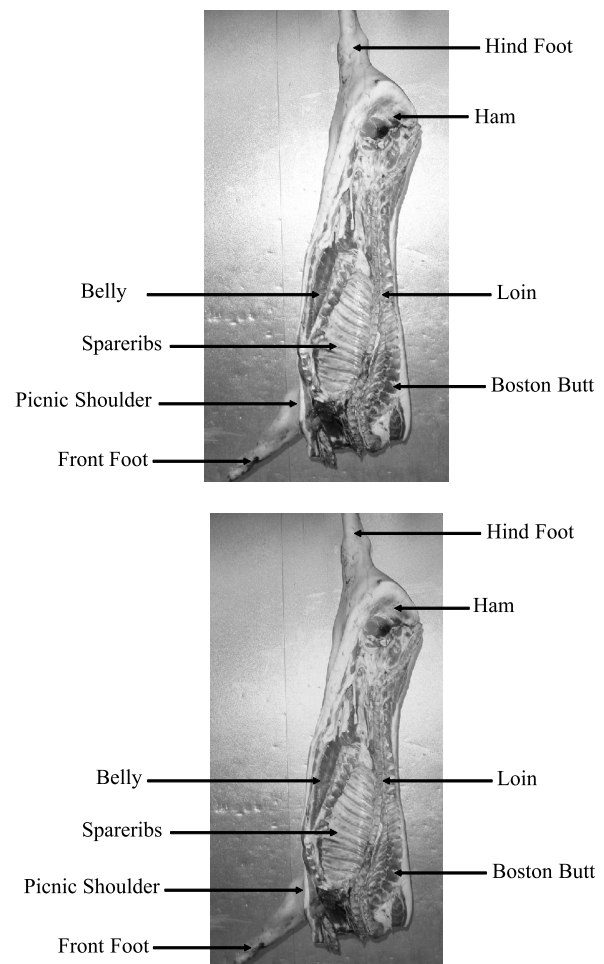 Hind Foot
Ham
Belly
Loin
Spareribs
Boston Butt
Picnic Shoulder
Front Foot
Hind Foot
Ham
Belly
Loin
Spareribs
Boston Butt
Picnic Shoulder
Front Foot